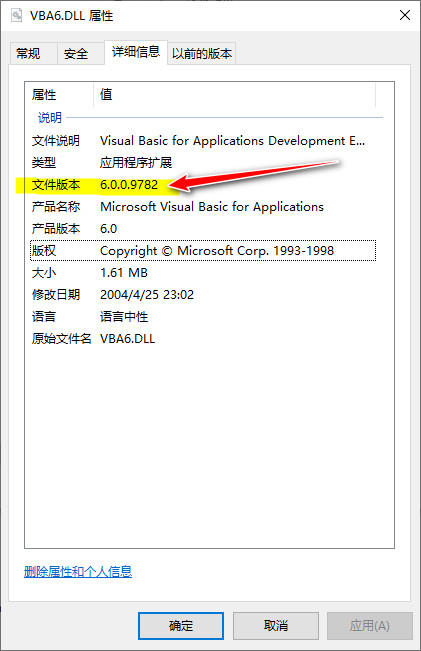 VBA6.DLL 属性
常规 安全 详细信息 以前的版本
属性 值
说明
文件说明 Visual Basic for Applications Development E...
类型 应用程序扩展
文件版本 6.0.0.9782
产品名称 Microsoft Visual Basic for Applications
产品版本 6.0
版权 Copyright © Microsoft Corp. 1993-1998
大小 1.61 MB
修改日期 2004/4/25 23:02
语言 语言中性
原始文件名 VBA6.DLL
删除属性和个人信息
确定 取消 应用(A)